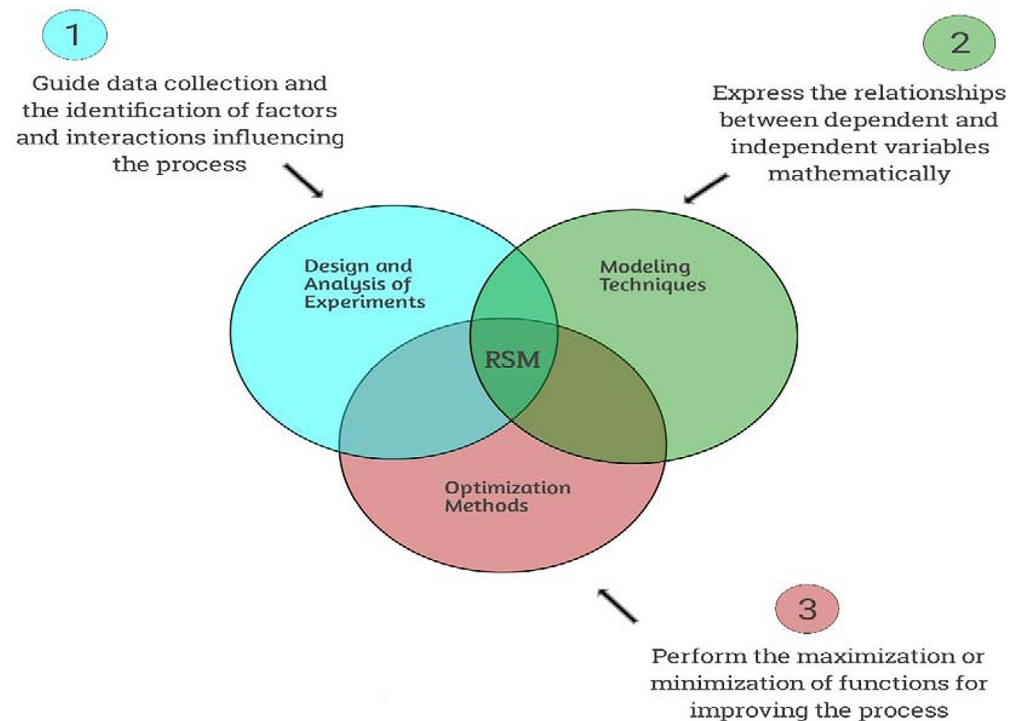 1
Guide data collection and
the identification of factors
and interactions influencing
the process
2
Express the relationships
between dependent and
independent variables
mathematically
Design and
Analysis of
Experiments
Modeling
Techniques
RSM
Optimization
Methods
3
Perform the maximization or
minimization of functions for
improving the process